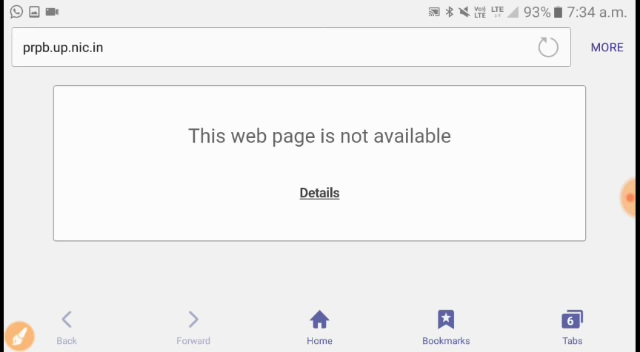 LTE 93% 7:34 a.m.
prpb.up.nic.in MORE
This web page is not available
Details
6
Back Forward Home Bookmarks Tabs